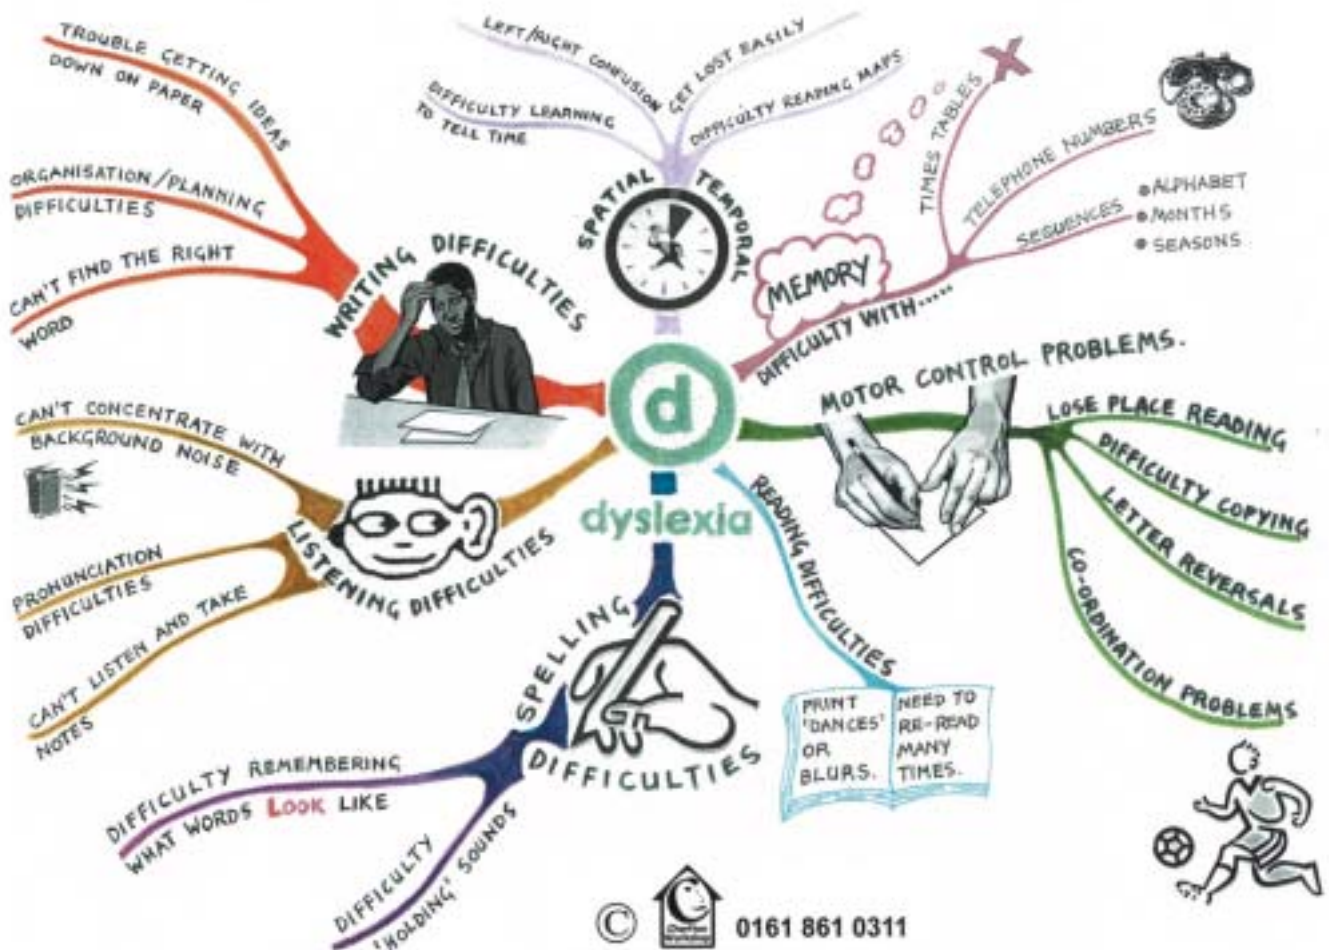 TROUBLE GETTING IDEAS
DOWN ON PAPER
ORGANISATION/PLANNING
DIFFICULTIES
CAN'T FIND THE RIGHT
WORD
WRITING DIFFICULTIES
LEFT/RIGHT CONFUSION
GET LOST EASILY
DIFFICULTY LEARNING
TO TELL TIME
DIFFICULTY READING MAPS
SPATIAL TEMPORAL
MEMORY
DIFFICULTY WITH.....
TIMES TABLES
TELEPHONE NUMBERS
SEQUENCES
• ALPHABET
• MONTHS
• SEASONS
MOTOR CONTROL PROBLEMS.
LOSE PLACE READING
DIFFICULTY COPYING
LETTER REVERSALS
CO-ORDINATION PROBLEMS
d
dyslexia
CAN'T CONCENTRATE WITH
BACKGROUND NOISE
PRONUNCIATION
DIFFICULTIES
CAN'T LISTEN AND TAKE
NOTES
LISTENING DIFFICULTIES
READING DIFFICULTIES
PRINT
'DANCES'
OR
BLURS.
NEED TO
RE-READ
MANY
TIMES.
SPELLING
DIFFICULTIES
DIFFICULTY REMEMBERING
WHAT WORDS LOOK LIKE
DIFFICULTY
'HOLDING' SOUNDS
© 0161 861 0311